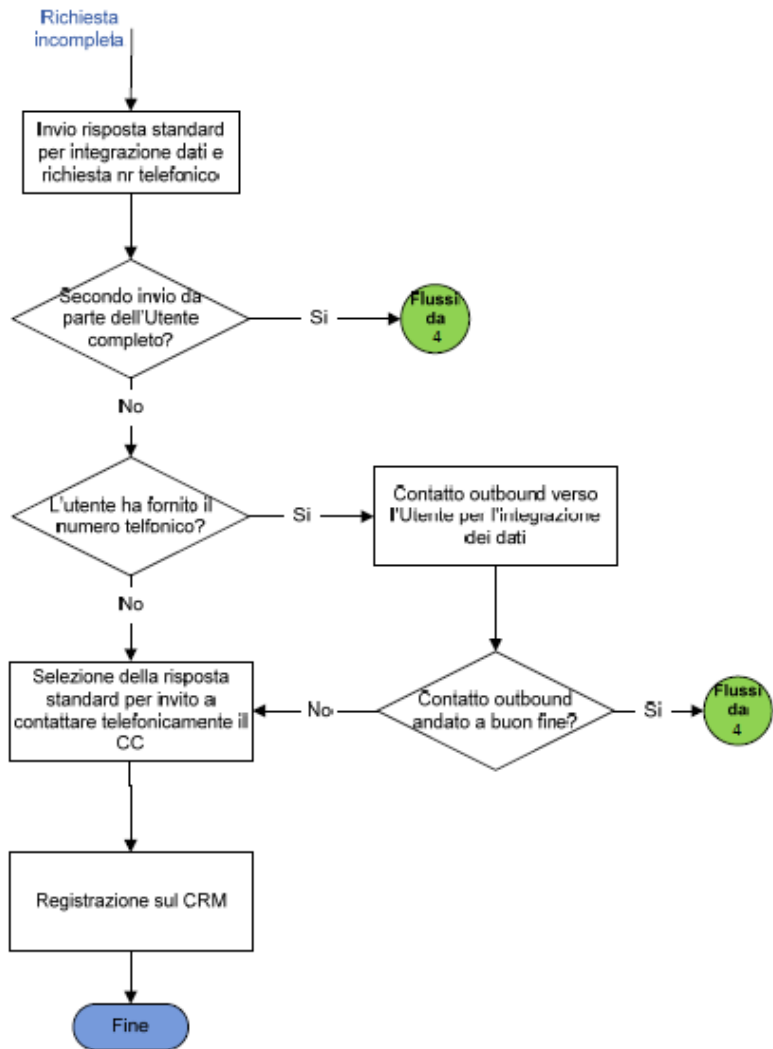 Richiesta
incompleta
Invio risposta standard
per integrazione dati e
richiesta nr telefonico
Secondo invio da
parte dell'Utente
completo?
Si
Flussi
da
4
No
L'utente ha fornito il
numero telfonico?
Si
Contatto outbound verso
l'Utente per l'integrazione
dei dati
No
Selezione della risposta
standard per invito a
contattare telefonicamente il
CC
No
Contatto outbound
andato a buon fine?
Si
Flussi
da
4
Registrazione sul CRM
Fine